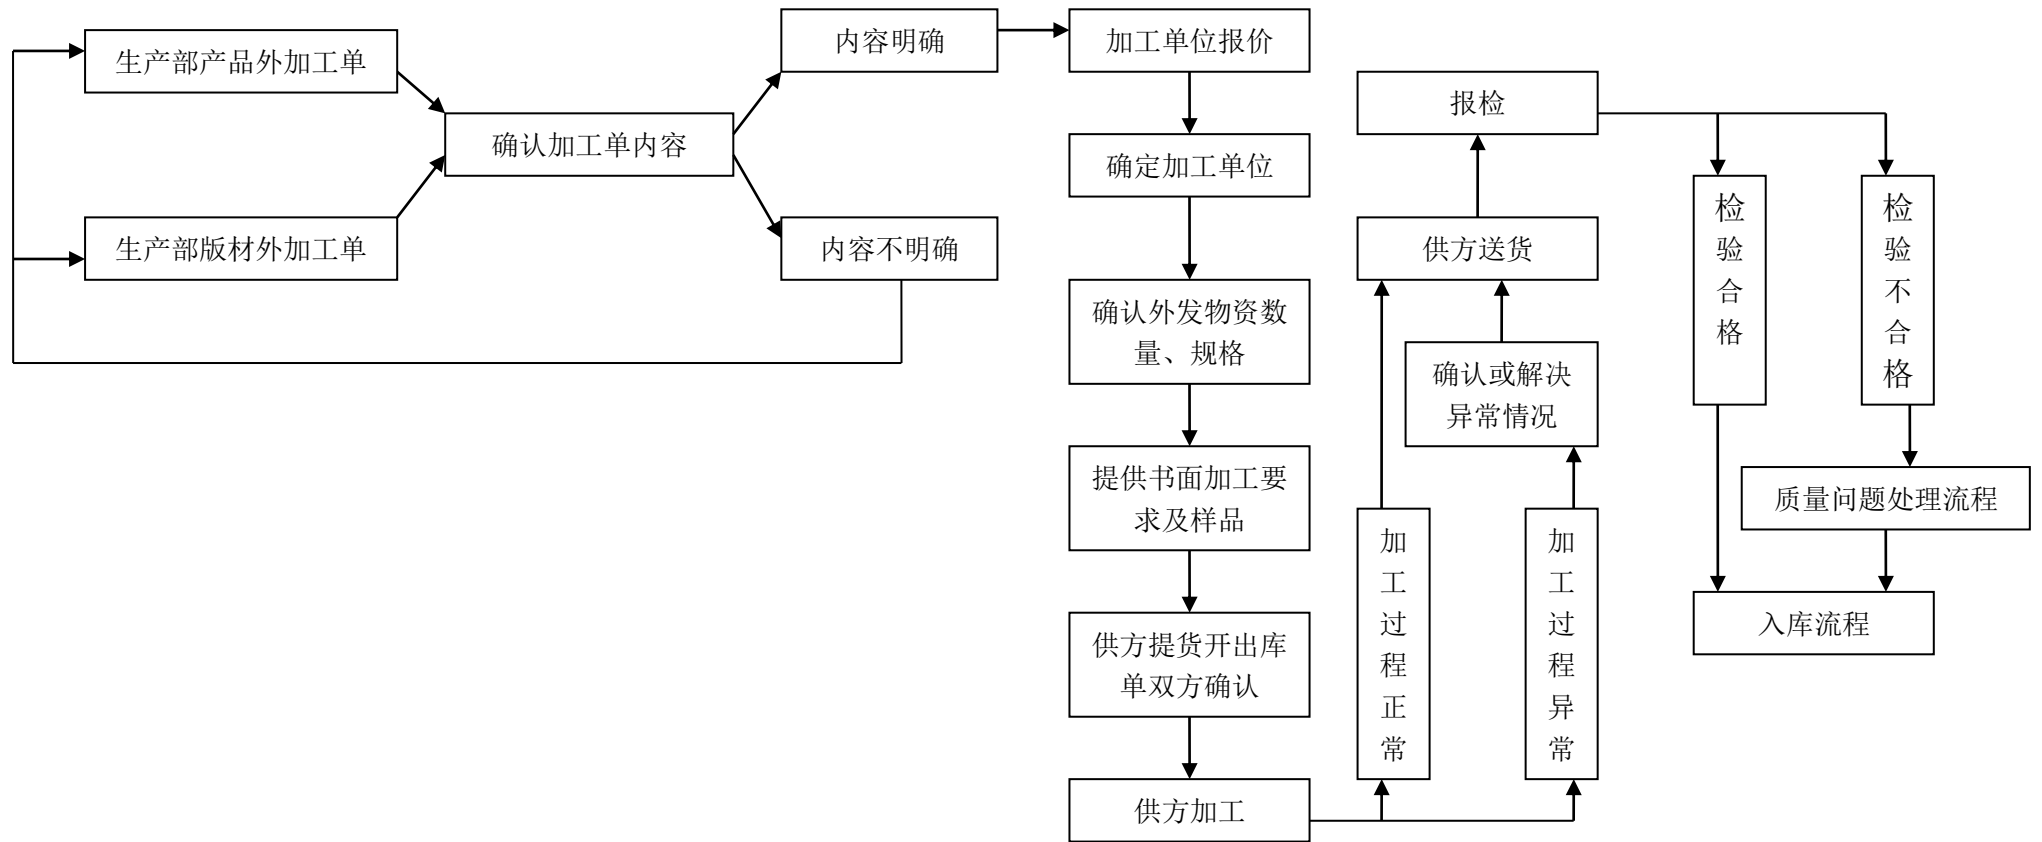 生产部产品外加工单
生产部版材外加工单
确认加工单内容
内容明确
内容不明确
加工单位报价
确定加工单位
确认外发物资数
量、规格
提供书面加工要
求及样品
供方提货开出库
单双方确认
供方加工
加工过程正常
加工过程异常
确认或解决
异常情况
供方送货
报检
检验合格
检验不合格
质量问题处理流程
入库流程